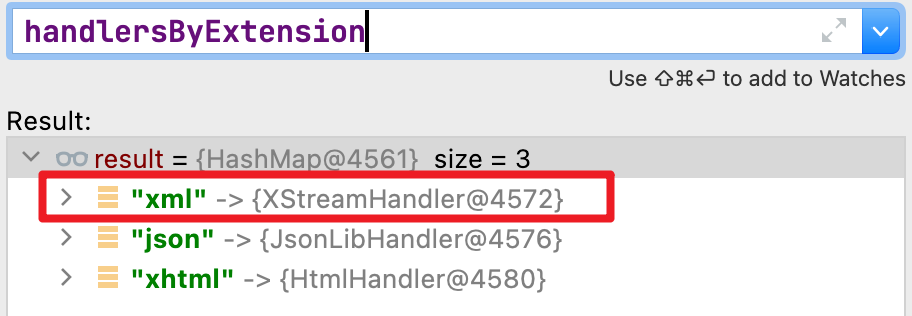 handlersByExtension
Use ⇧⌘↩ to add to Watches
Result:
result = {HashMap@4561} size = 3
"xml" -> {XStreamHandler@4572}
"json" -> {JsonLibHandler@4576}
"xhtml" -> {HtmlHandler@4580}